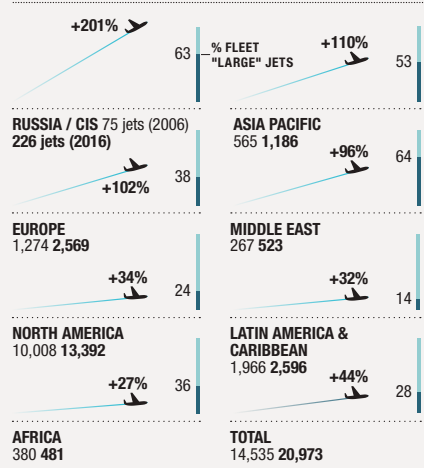 +201%
63
% FLEET
"LARGE" JETS
+110%
53
RUSSIA / CIS 75 jets (2006)
226 jets (2016)
ASIA PACIFIC
565 1,186
+102%
38
+96%
64
EUROPE
1,274 2,569
MIDDLE EAST
267 523
+34%
24
+32%
14
NORTH AMERICA
10,008 13,392
LATIN AMERICA &
CARIBBEAN
1,966 2,596
+27%
36
+44%
28
AFRICA
380 481
TOTAL
14,535 20,973